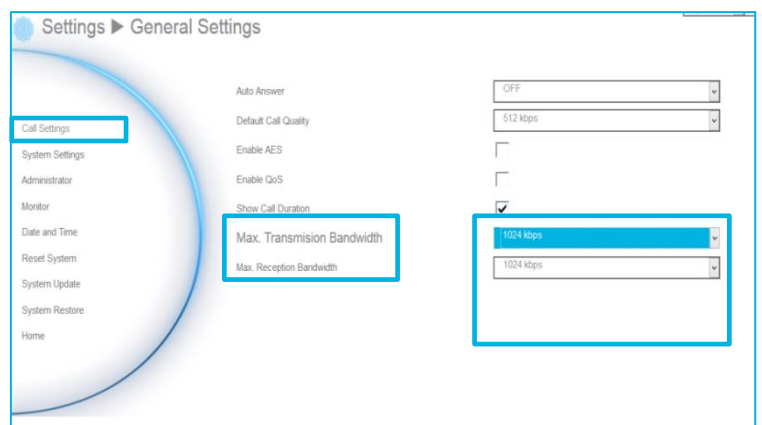 Settings ▶ General Settings
Call Settings
System Settings
Administrator
Monitor
Date and Time
Reset System
System Update
System Restore
Home
Auto Answer OFF
Default Call Quality 512 kbps
Enable AES
Enable QoS
Show Call Duration
Max. Transmision Bandwidth 1024 kbps
Max. Reception Bandwidth 1024 kbps